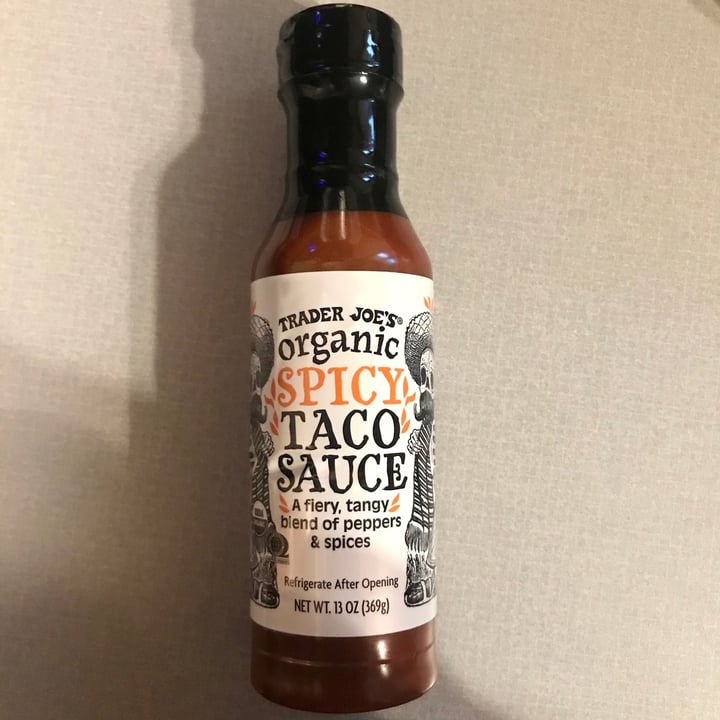 TRADER JOE'S®
organic
SPICY
TACO
SAUCE
A fiery, tangy
blend of peppers
& spices
Refrigerate After Opening
NET WT. 13 OZ (369g)
USDA